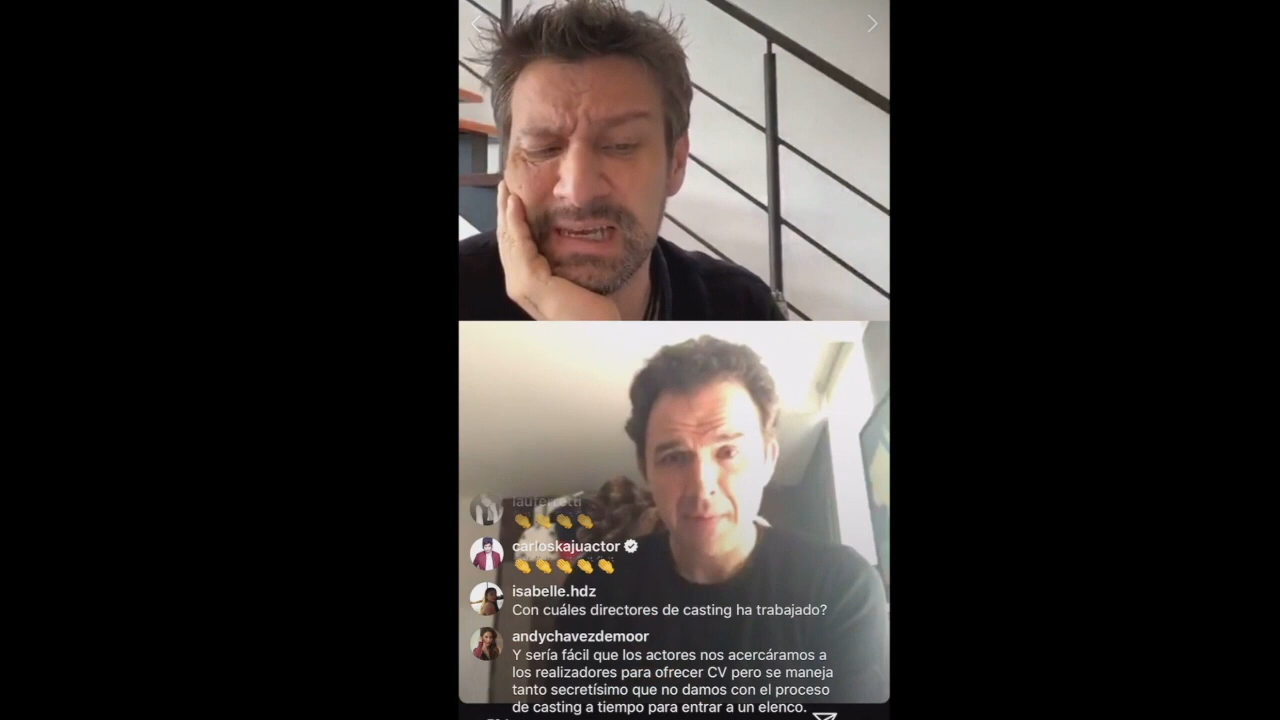 carloskajuactor
👏👏👏👏👏
isabelle.hdz
Con cuáles directores de casting ha trabajado?
andychavezdemoor
Y sería fácil que los actores nos acercáramos a
los realizadores para ofrecer CV pero se maneja
tanto secretísimo que no damos con el proceso
de casting a tiempo para entrar a un elenco.